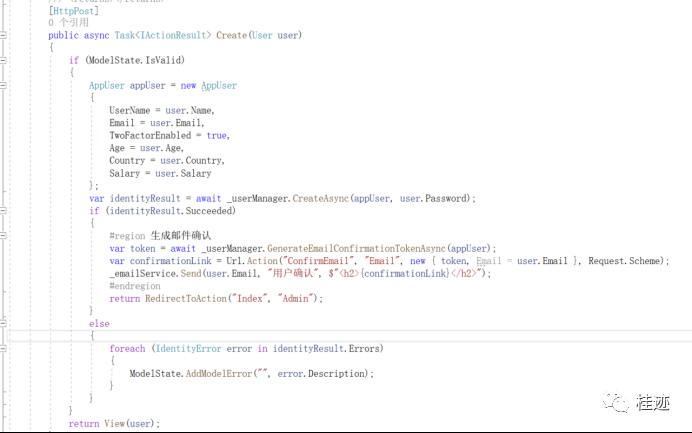 /// <returns></returns>
[HttpPost]
0 个引用
public async Task<IActionResult> Create(User user)
{
if (ModelState.IsValid)
{
AppUser appUser = new AppUser
{
UserName = user.Name,
Email = user.Email,
TwoFactorEnabled = true,
Age = user.Age,
Country = user.Country,
Salary = user.Salary
};
var identityResult = await _userManager.CreateAsync(appUser, user.Password);
if (identityResult.Succeeded)
{
#region 生成邮件确认
var token = await _userManager.GenerateEmailConfirmationTokenAsync(appUser);
var confirmationLink = Url.Action("ConfirmEmail", "Email", new { token, Email = user.Email }, Request.Scheme);
_emailService.Send(user.Email, "用户确认", $"<h2>{confirmationLink}</h2>");
#endregion
return RedirectToAction("Index", "Admin");
}
else
{
foreach (IdentityError error in identityResult.Errors)
{
ModelState.AddModelError("", error.Description);
}
}
}
return View(user);
桂迹